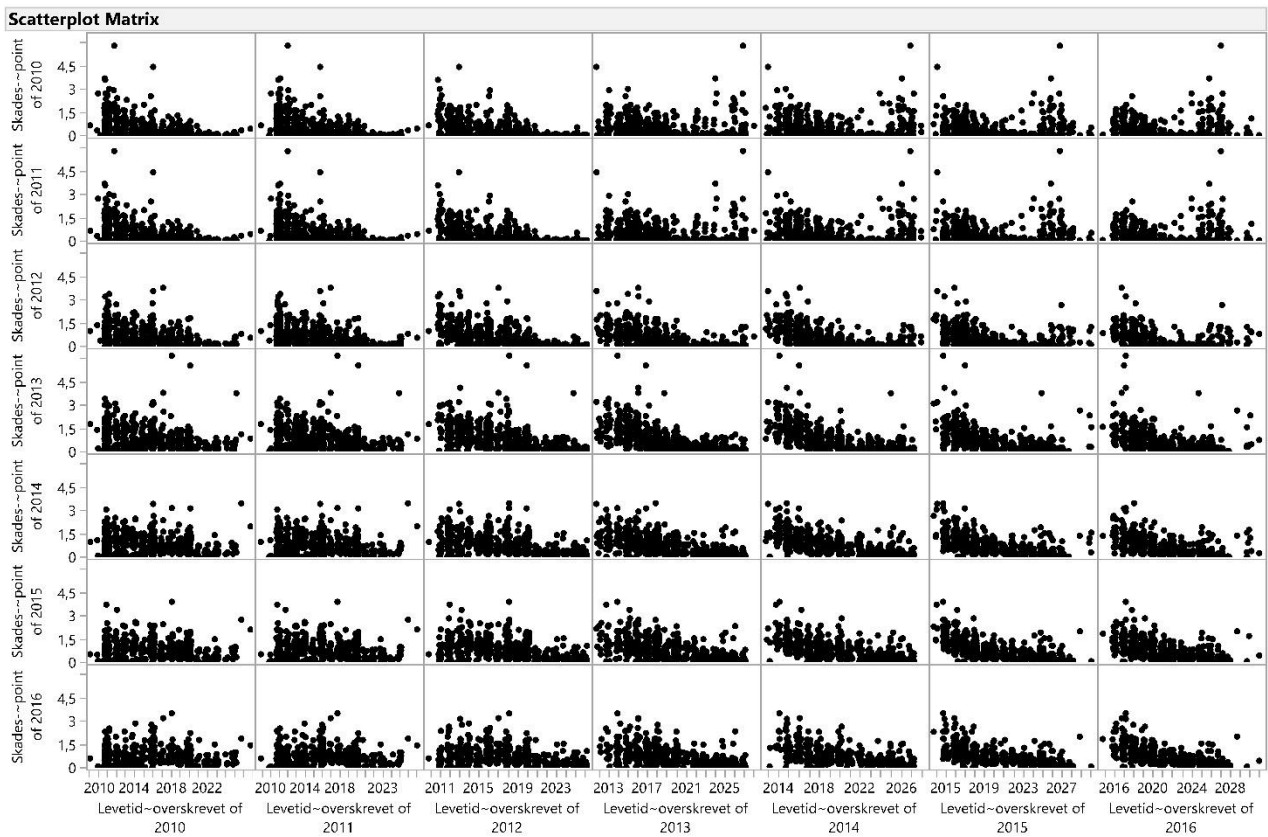 Scatterplot Matrix
Skades-~point
of 2010
4,5
3
1,5
0
Skades-~point
of 2011
4,5
3
1,5
0
Skades-~point
of 2012
4,5
3
1,5
0
Skades-~point
of 2013
4,5
3
1,5
0
Skades-~point
of 2014
4,5
3
1,5
0
Skades-~point
of 2015
4,5
3
1,5
0
Skades-~point
of 2016
4,5
3
1,5
0
2010 2014 2018 2022
Levetid~overskrevet of
2010
2010 2014 2018 2023
Levetid~overskrevet of
2011
2011 2015 2019 2023
Levetid~overskrevet of
2012
2013 2017 2021 2025
Levetid~overskrevet of
2013
2014 2018 2022 2026
Levetid~overskrevet of
2014
2015 2019 2023 2027
Levetid~overskrevet of
2015
2016 2020 2024 2028
Levetid~overskrevet of
2016